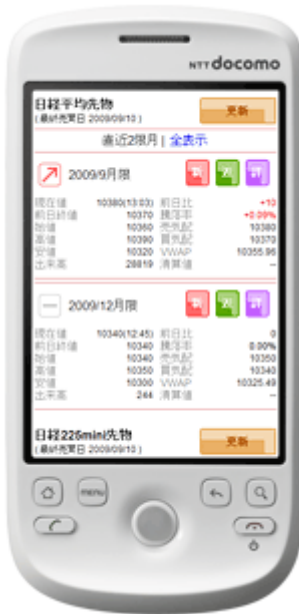 NTT docomo
日経平均先物
更新
(最終売買日 2009/09/10)
直近2限月 | 全表示
2009/9月限
新
返
訂
現在値 10380(13:03) 前日比 +10
前日終値 10370 騰落率 +0.09%
始値 10360 売気配 10380
高値 10390 買気配 10370
安値 10320 VWAP 10355.96
出来高 28819 清算値 --
2009/12月限
新
返
訂
現在値 10340(12:45) 前日比 0
前日終値 10340 騰落率 0.00%
始値 10340 売気配 10350
高値 10350 買気配 10340
安値 10300 VWAP 10325.49
出来高 244 清算値 --
日経225mini先物
更新
(最終売買日 2009/09/10)
menu